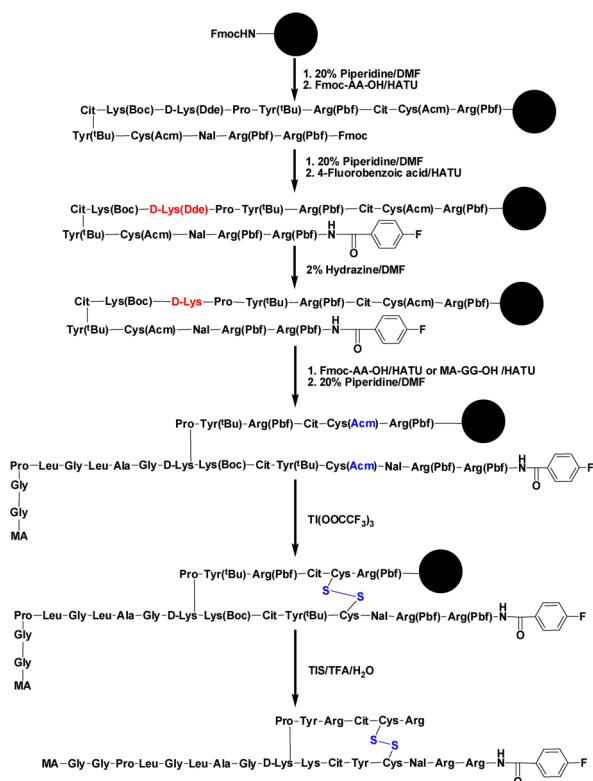 FmocHN
1. 20% Piperidine/DMF
2. Fmoc-AA-OH/HATU
Cit-Lys(Boc)-D-Lys(Dde)-Pro-Tyr(tBu)-Arg(Pbf)-Cit-Cys(Acm)-Arg(Pbf)
Tyr(tBu)-Cys(Acm)-Nal-Arg(Pbf)-Arg(Pbf)-Fmoc
1. 20% Piperidine/DMF
2. 4-Fluorobenzoic acid/HATU
Cit-Lys(Boc)-D-Lys(Dde)-Pro-Tyr(tBu)-Arg(Pbf)-Cit-Cys(Acm)-Arg(Pbf)
H
Tyr(tBu)-Cys(Acm)-Nal-Arg(Pbf)-Arg(Pbf)-N F
O
2% Hydrazine/DMF
Cit-Lys(Boc)-D-Lys-Pro-Tyr(tBu)-Arg(Pbf)-Cit-Cys(Acm)-Arg(Pbf)
H
Tyr(tBu)-Cys(Acm)-Nal-Arg(Pbf)-Arg(Pbf)-N F
O
1. Fmoc-AA-OH/HATU or MA-GG-OH /HATU
2. 20% Piperidine/DMF
Pro-Tyr(tBu)-Arg(Pbf)-Cit-Cys(Acm)-Arg(Pbf)
H
Pro-Leu-Gly-Leu-Ala-Gly-D-Lys-Lys(Boc)-Cit-Tyr(tBu)-Cys(Acm)-Nal-Arg(Pbf)-Arg(Pbf)-N F
Gly O
Gly
MA
Tl(OOCCF3)3
Pro-Tyr(tBu)-Arg(Pbf)-Cit-Cys-Arg(Pbf)
S S
H
Pro-Leu-Gly-Leu-Ala-Gly-D-Lys-Lys(Boc)-Cit-Tyr(tBu)-Cys-Nal-Arg(Pbf)-Arg(Pbf)-N F
Gly O
Gly
MA
TIS/TFA/H2O
Pro-Tyr-Arg-Cit-Cys-Arg
S S
H
MA-Gly-Gly-Pro-Leu-Gly-Leu-Ala-Gly-D-Lys-Lys-Cit-Tyr-Cys-Nal-Arg-Arg-N F
O